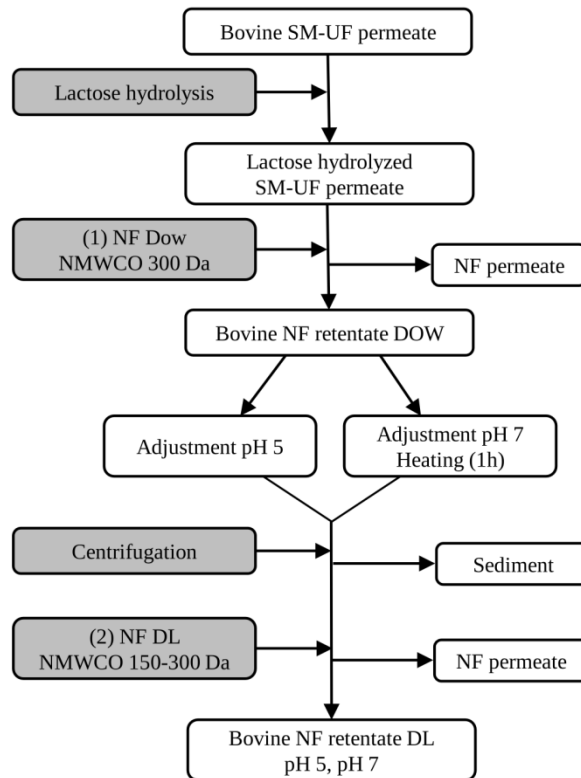 Bovine SM-UF permeate
Lactose hydrolysis
Lactose hydrolyzed
SM-UF permeate
(1) NF Dow
NMWCO 300 Da
NF permeate
Bovine NF retentate DOW
Adjustment pH 5
Adjustment pH 7
Heating (1h)
Centrifugation
Sediment
(2) NF DL
NMWCO 150-300 Da
NF permeate
Bovine NF retentate DL
pH 5, pH 7